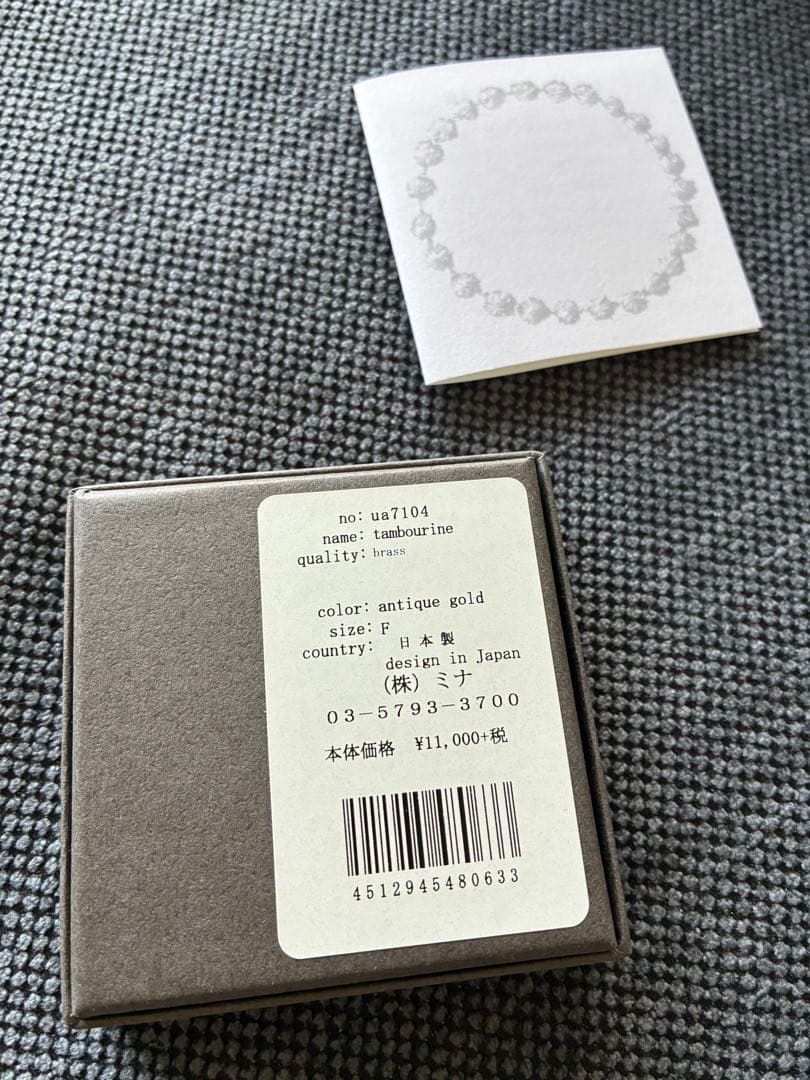 no: ua7104
name: tambourine
quality: brass
color: antique gold
size: F
country: 日本製
design in Japan
(株) ミナ
03-5793-3700
本体価格 ¥11,000+税
4512945480633